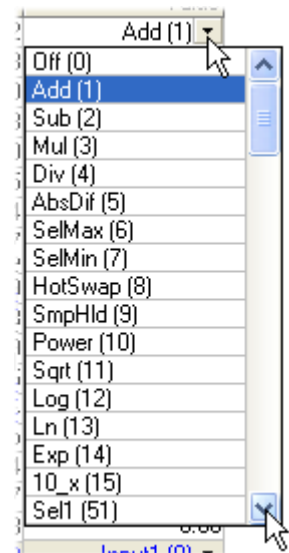 Add (1)
Off (0)
Add (1)
Sub (2)
Mul (3)
Div (4)
AbsDif (5)
SelMax (6)
SelMin (7)
HotSwap (8)
SmpHld (9)
Power (10)
Sqrt (11)
Log (12)
Ln (13)
Exp (14)
10_x (15)
Sel1 (51)
0.00
Input1 (0)